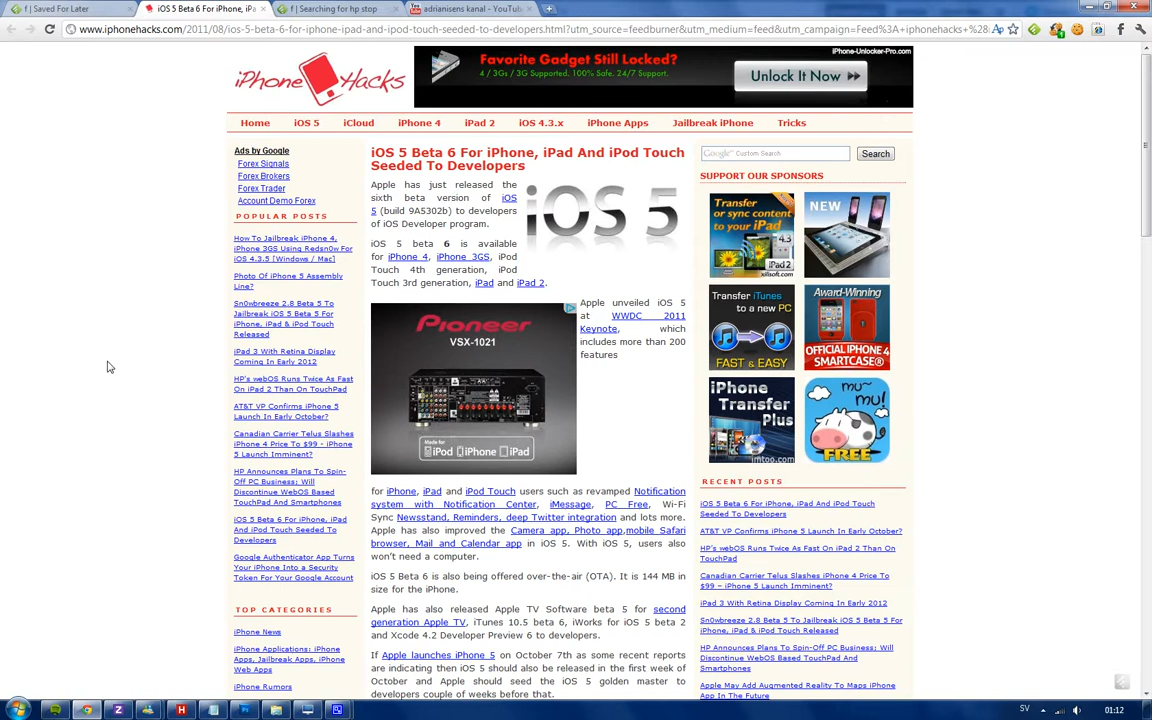 f | Saved For Later
iOS 5 Beta 6 For iPhone, iPa
f | Searching for hp stop
adrianisens kanal - YouTub
www.iphonehacks.com/2011/08/ios-5-beta-6-for-iphone-ipad-and-ipod-touch-seeded-to-developers.html?utm_source=feedburner&utm_medium=feed&utm_campaign=Feed%3A+iphonehacks+%28
iPhone Hacks
Favorite Gadget Still Locked?
4 / 3Gs / 3G Supported. 100% Safe. 24/7 Support.
iPhone-Unlocker-Pro.com
Unlock It Now
Home
iOS 5
iCloud
iPhone 4
iPad 2
iOS 4.3.x
iPhone Apps
Jailbreak iPhone
Tricks
Ads by Google
Forex Signals
Forex Brokers
Forex Trader
Account Demo Forex
POPULAR POSTS
How To Jailbreak iPhone 4,
iPhone 3GS Using Redsn0w For
iOS 4.3.5 [Windows / Mac]
Photo Of iPhone 5 Assembly
Line?
Sn0wbreeze 2.8 Beta 5 To
Jailbreak iOS 5 Beta 5 For
iPhone, iPad & iPod Touch
Released
iPad 3 With Retina Display
Coming In Early 2012
HP's webOS Runs Twice As Fast
On iPad 2 Than On TouchPad
AT&T VP Confirms iPhone 5
Launch In Early October?
Canadian Carrier Telus Slashes
iPhone 4 Price To $99 - iPhone
5 Launch Imminent?
HP Announces Plans To Spin-
Off PC Business; Will
Discontinue WebOS Based
TouchPad And Smartphones
iOS 5 Beta 6 For iPhone, iPad
And iPod Touch Seeded To
Developers
Google Authenticator App Turns
Your iPhone Into a Security
Token For Your Google Account
TOP CATEGORIES
iPhone News
iPhone Applications: iPhone
Apps, Jailbreak Apps, iPhone
Web Apps
iPhone Rumors
iOS 5 Beta 6 For iPhone, iPad And iPod Touch
Seeded To Developers
Apple has just released the
sixth beta version of iOS
5 (build 9A5302b) to developers
of iOS Developer program.
iOS 5
iOS 5 beta 6 is available
for iPhone 4, iPhone 3GS, iPod
Touch 4th generation, iPod
Touch 3rd generation, iPad and iPad 2.
Pioneer
VSX-1021
Made for
iPod iPhone iPad
Apple unveiled iOS 5
at WWDC 2011
Keynote, which
includes more than 200
features
for iPhone, iPad and iPod Touch users such as revamped Notification
system with Notification Center, iMessage, PC Free, Wi-Fi
Sync Newsstand, Reminders, deep Twitter integration and lots more.
Apple has also improved the Camera app, Photo app,mobile Safari
browser, Mail and Calendar app in iOS 5. With iOS 5, users also
won't need a computer.
iOS 5 Beta 6 is also being offered over-the-air (OTA). It is 144 MB in
size for the iPhone.
Apple has also released Apple TV Software beta 5 for second
generation Apple TV, iTunes 10.5 beta 6, iWorks for iOS 5 beta 2
and Xcode 4.2 Developer Preview 6 to developers.
If Apple launches iPhone 5 on October 7th as some recent reports
are indicating then iOS 5 should also be released in the first week of
October and Apple should seed the iOS 5 golden master to
developers couple of weeks before that.
Google Custom Search
Search
SUPPORT OUR SPONSORS
Transfer
or sync content
to your iPad
4.3
iPad 2 xilisoft.com
NEW
Transfer iTunes
to a new PC
FAST & EASY
Award-Winning
OFFICIAL IPHONE 4
SMARTCASE®
iPhone
Transfer
Plus
imtoo.com
mu~
mu!
FREE
RECENT POSTS
iOS 5 Beta 6 For iPhone, iPad And iPod Touch
Seeded To Developers
AT&T VP Confirms iPhone 5 Launch In Early October?
HP's webOS Runs Twice As Fast On iPad 2 Than On
TouchPad
Canadian Carrier Telus Slashes iPhone 4 Price To
$99 – iPhone 5 Launch Imminent?
iPad 3 With Retina Display Coming In Early 2012
Sn0wbreeze 2.8 Beta 5 To Jailbreak iOS 5 Beta 5 For
iPhone, iPad & iPod Touch Released
HP Announces Plans To Spin-Off PC Business; Will
Discontinue WebOS Based TouchPad And
Smartphones
Apple May Add Augmented Reality To Maps iPhone
App In The Future
SV
01:12